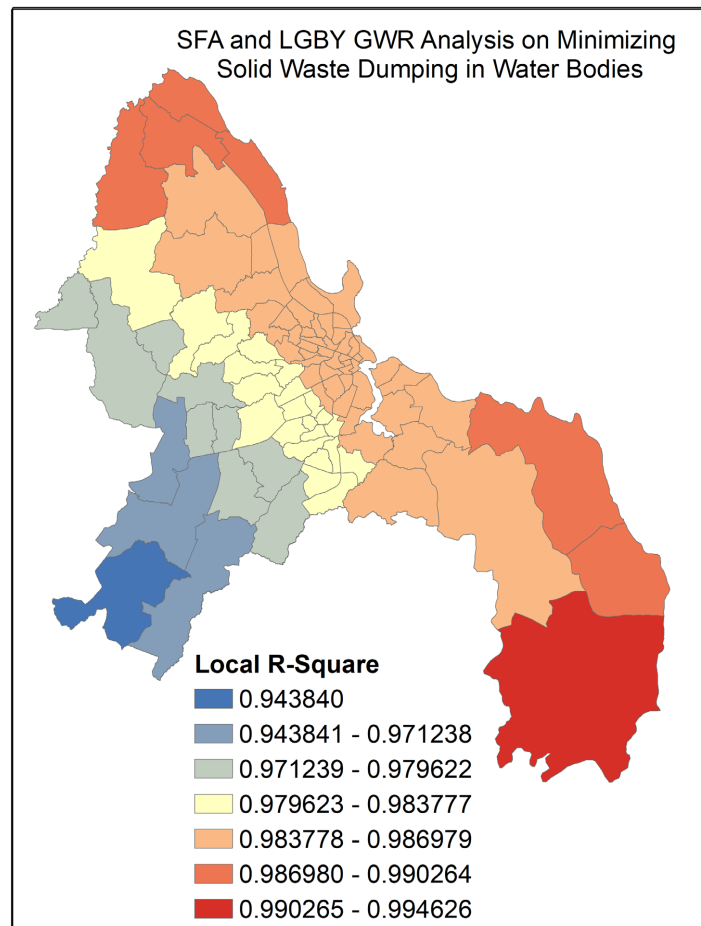 SFA and LGBY GWR Analysis on Minimizing
Solid Waste Dumping in Water Bodies
Local R-Square
0.943840
0.943841 - 0.971238
0.971239 - 0.979622
0.979623 - 0.983777
0.983778 - 0.986979
0.986980 - 0.990264
0.990265 - 0.994626